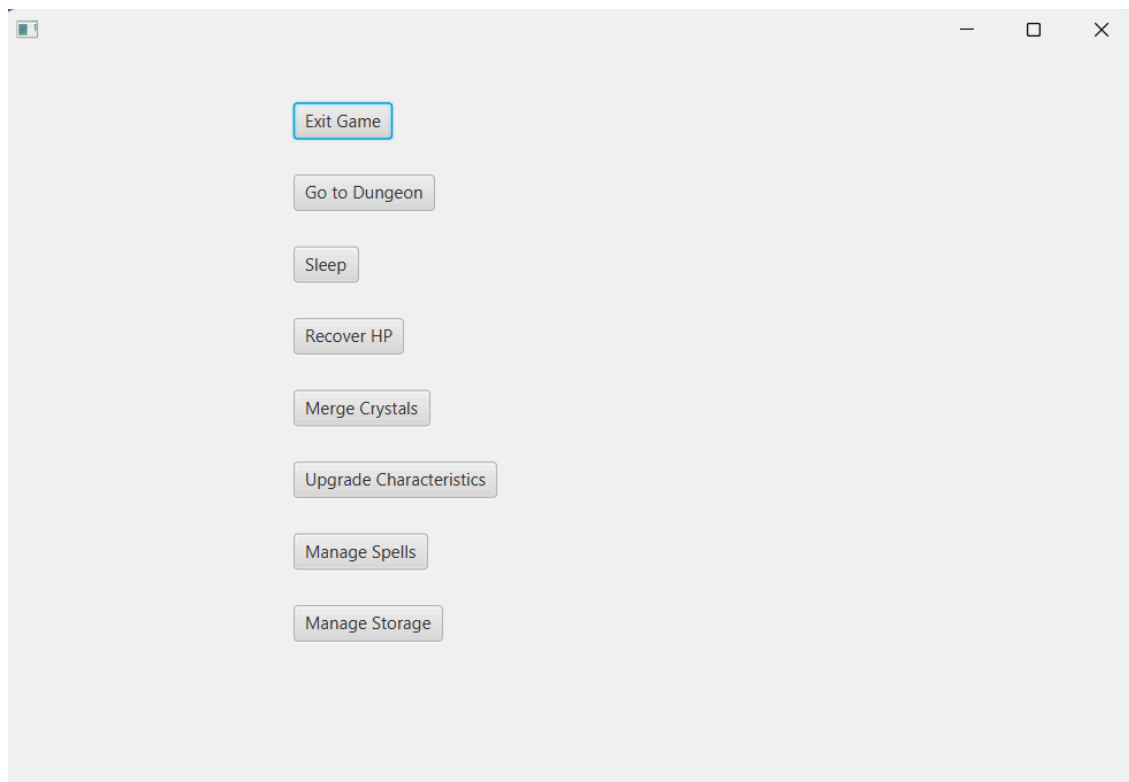 Exit Game
Go to Dungeon
Sleep
Recover HP
Merge Crystals
Upgrade Characteristics
Manage Spells
Manage Storage